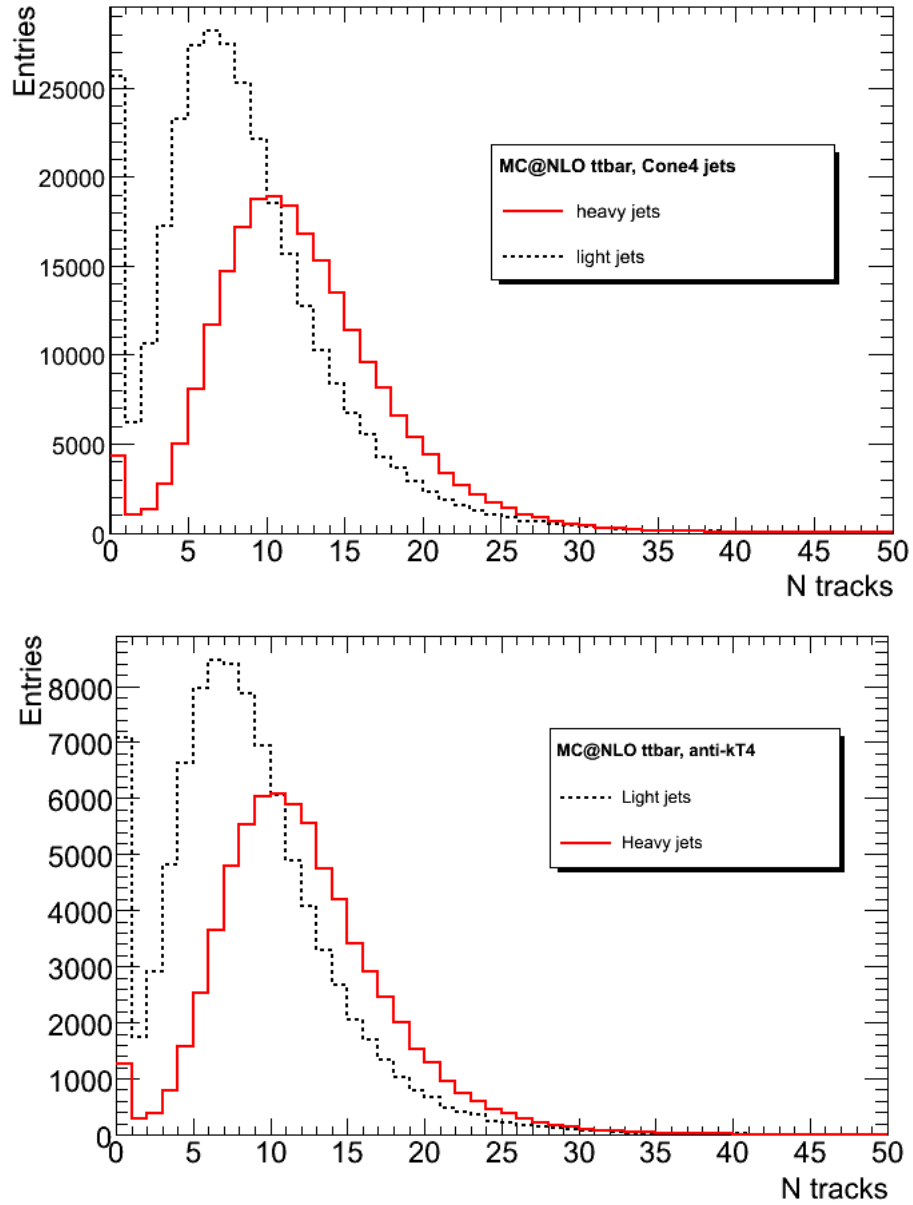 Entries
25000
20000
15000
10000
5000
0
0 5 10 15 20 25 30 35 40 45 50
N tracks
MC@NLO ttbar, Cone4 jets
heavy jets
light jets
Entries
8000
7000
6000
5000
4000
3000
2000
1000
0
0 5 10 15 20 25 30 35 40 45 50
N tracks
MC@NLO ttbar, anti-kT4
Light jets
Heavy jets